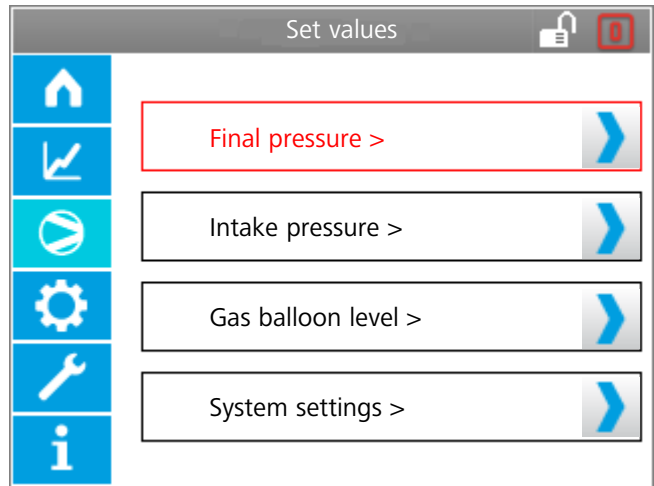 Set values
0
Final pressure >
Intake pressure >
Gas balloon level >
System settings >
i